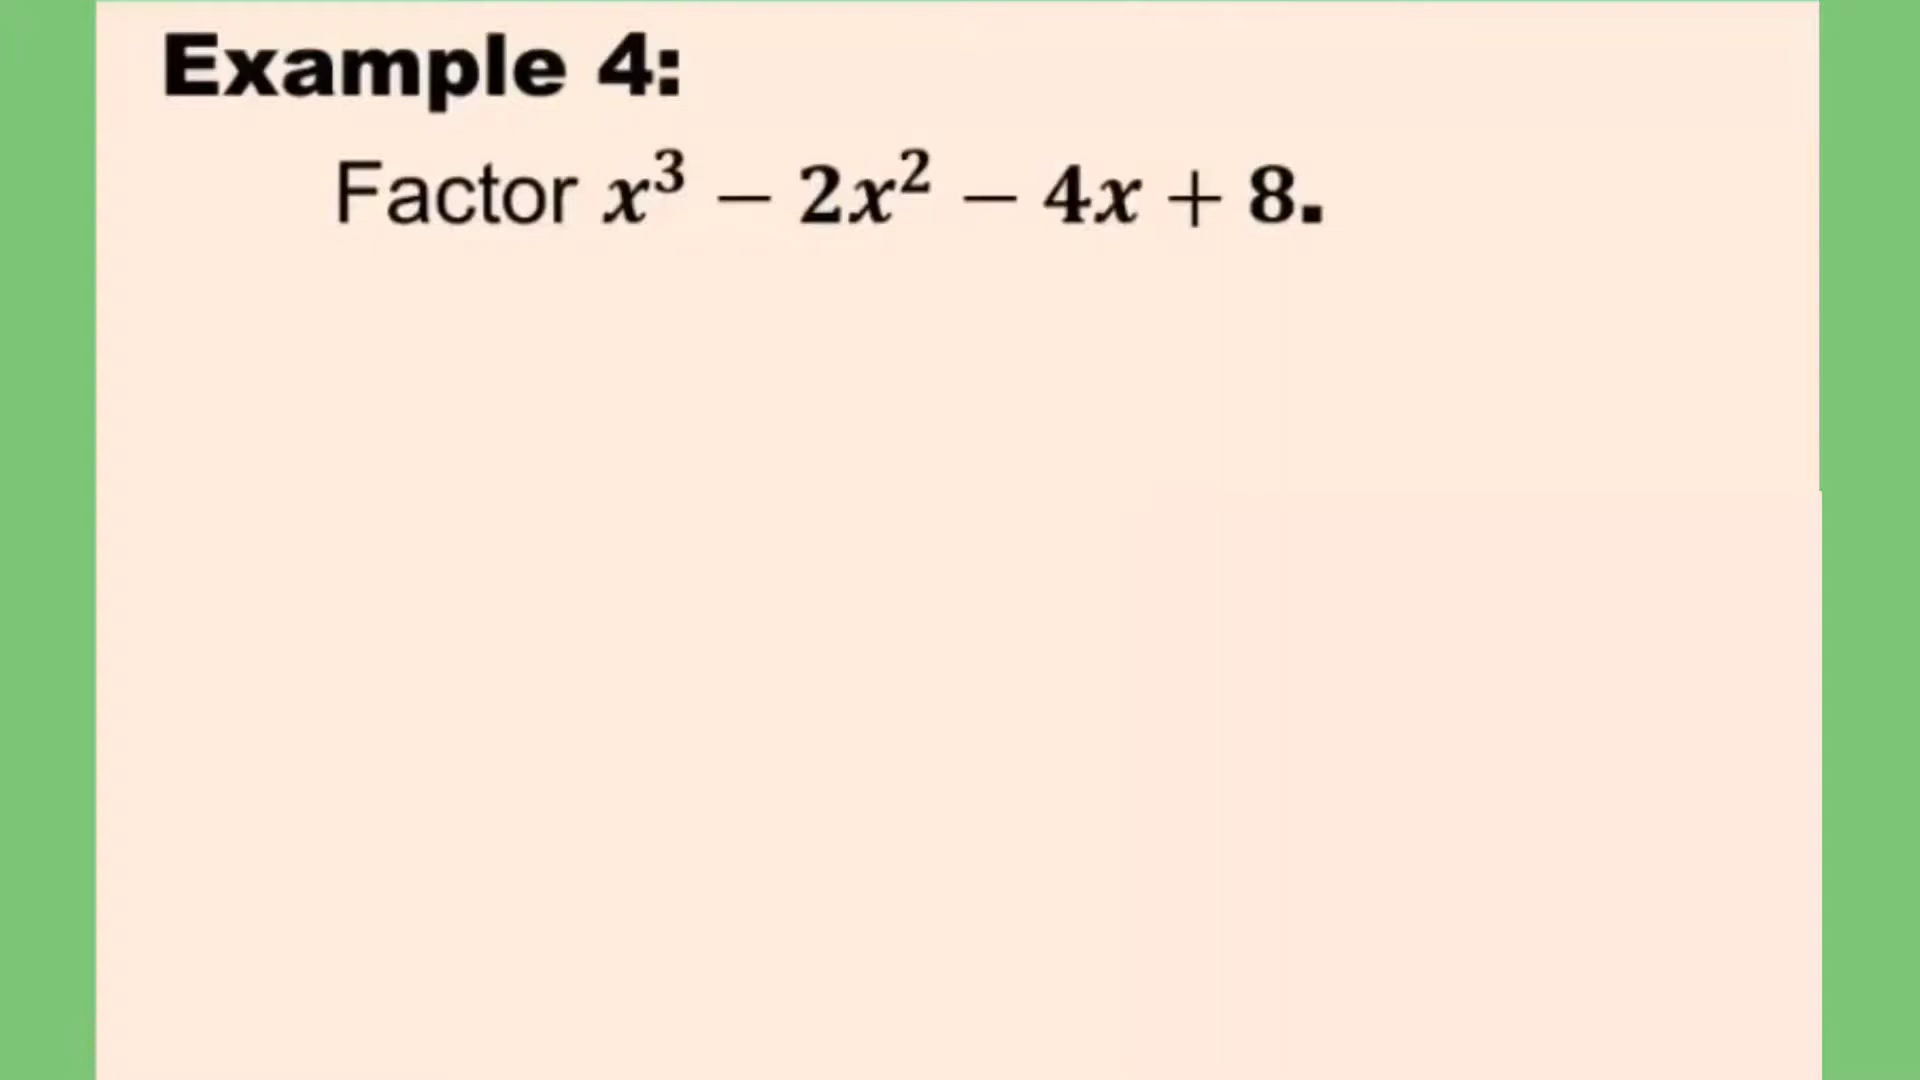 Example 4:
Factor x³ − 2x² − 4x + 8.